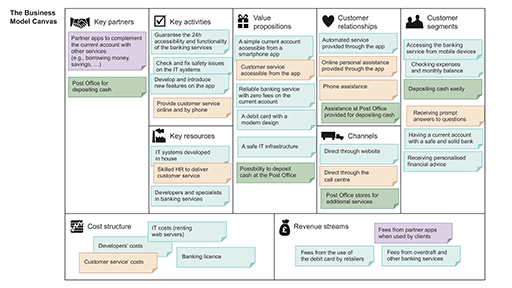 The Business
Model Canvas
Key partners
Partner apps to complement
the current account with
other services
(e.g., borrowing money,
savings, ...)
Post Office for
depositing cash
Key activities
Guarantee the 24h
accessibility and functionality
of the banking services
Check and fix safety issues
on IT systems
Develop and introduce
new features on the app
Provide customer service
online and by phone
Key resources
IT systems developed
in house
Skilled HR to deliver
customer service
Developers and specialists
in banking services
Value
propositions
A simple current account
accessible from a
smartphone app
Customer service
accessible from the app
Reliable banking service
with zero fees on the
current account
A debit card with a
modern design
A safe IT infrastructure
Possibility to deposit
cash at the Post Office
Customer
relationships
Automated service
provided through the app
Online personal assistance
provided through the app
Phone assistance
Assistance at Post Office
provided for depositing cash
Channels
Direct through website
Direct through the
call centre
Post Office stores for
additional services
Customer
segments
Accessing the banking
service from mobile devices
Checking expenses
and monthly balance
Depositing cash easily
Receiving prompt
answers to questions
Having a current account
with a safe and solid bank
Receiving personalised
financial advice
Cost structure
IT costs (renting
web servers)
Developers' costs
Customer service' costs
Banking licence
Revenue streams
Fees from partner apps
when used by clients
Fees from the use of
the debit card by retailers
Fees from overdraft and
other banking services